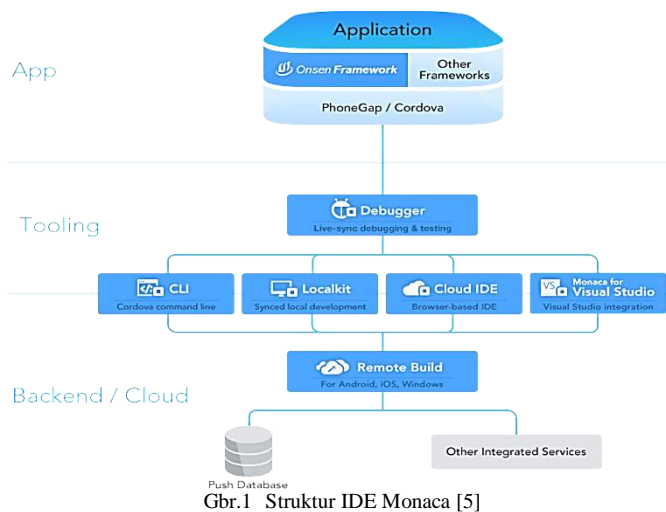 Application
Onsen Framework
Other
Frameworks
App
PhoneGap / Cordova
Debugger
Live-sync debugging & testing
Tooling
CLI
Cordova command line
Localkit
Synced local development
Cloud IDE
Browser-based IDE
VS
Monaca for
Visual Studio
Visual Studio integration
Remote Build
For Android, iOS, Windows
Backend / Cloud
Push Database
Other Integrated Services
Gbr.1 Struktur IDE Monaca [5]